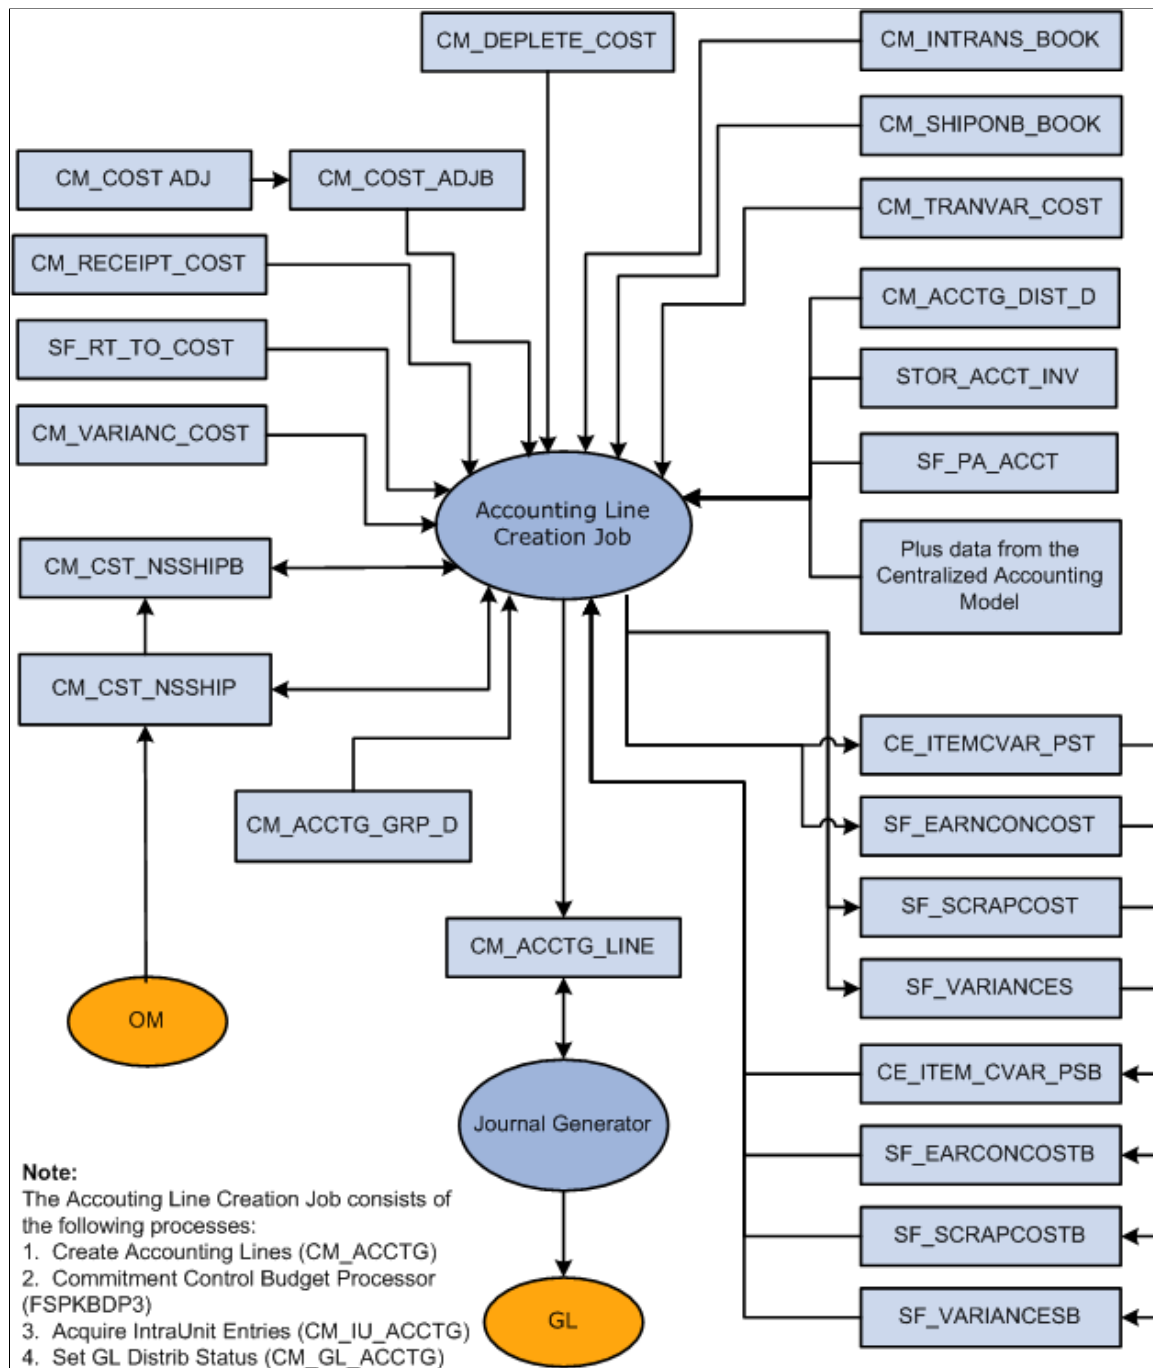 CM_DEPLETE_COST
CM_INTRANS_BOOK
CM_SHIPONB_BOOK
CM_COST ADJ
CM_COST_ADJB
CM_TRANVAR_COST
CM_RECEIPT_COST
CM_ACCTG_DIST_D
SF_RT_TO_COST
STOR_ACCT_INV
CM_VARIANC_COST
SF_PA_ACCT
Accounting Line
Creation Job
Plus data from the
Centralized Accounting
Model
CM_CST_NSSHIPB
CM_CST_NSSHIP
CE_ITEMCVAR_PST
CM_ACCTG_GRP_D
SF_EARNCONCOST
SF_SCRAPCOST
CM_ACCTG_LINE
SF_VARIANCES
OM
CE_ITEM_CVAR_PSB
Journal Generator
SF_EARCONCOSTB
SF_SCRAPCOSTB
SF_VARIANCESB
GL
Note:
The Accouting Line Creation Job consists of
the following processes:
1. Create Accounting Lines (CM_ACCTG)
2. Commitment Control Budget Processor
(FSPKBDP3)
3. Acquire IntraUnit Entries (CM_IU_ACCTG)
4. Set GL Distrib Status (CM_GL_ACCTG)